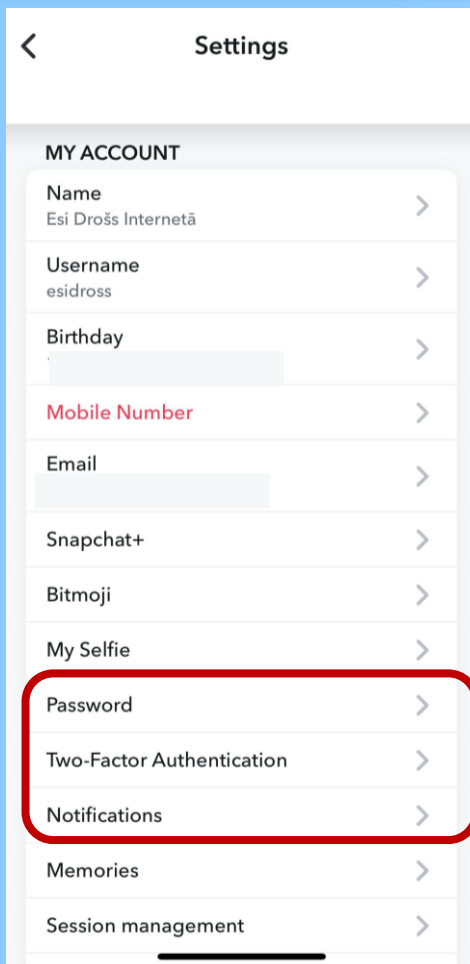 Settings
MY ACCOUNT
Name
Esi Drošs Internetā
Username
esidross
Birthday
Mobile Number
Email
Snapchat+
Bitmoji
My Selfie
Password
Two-Factor Authentication
Notifications
Memories
Session management